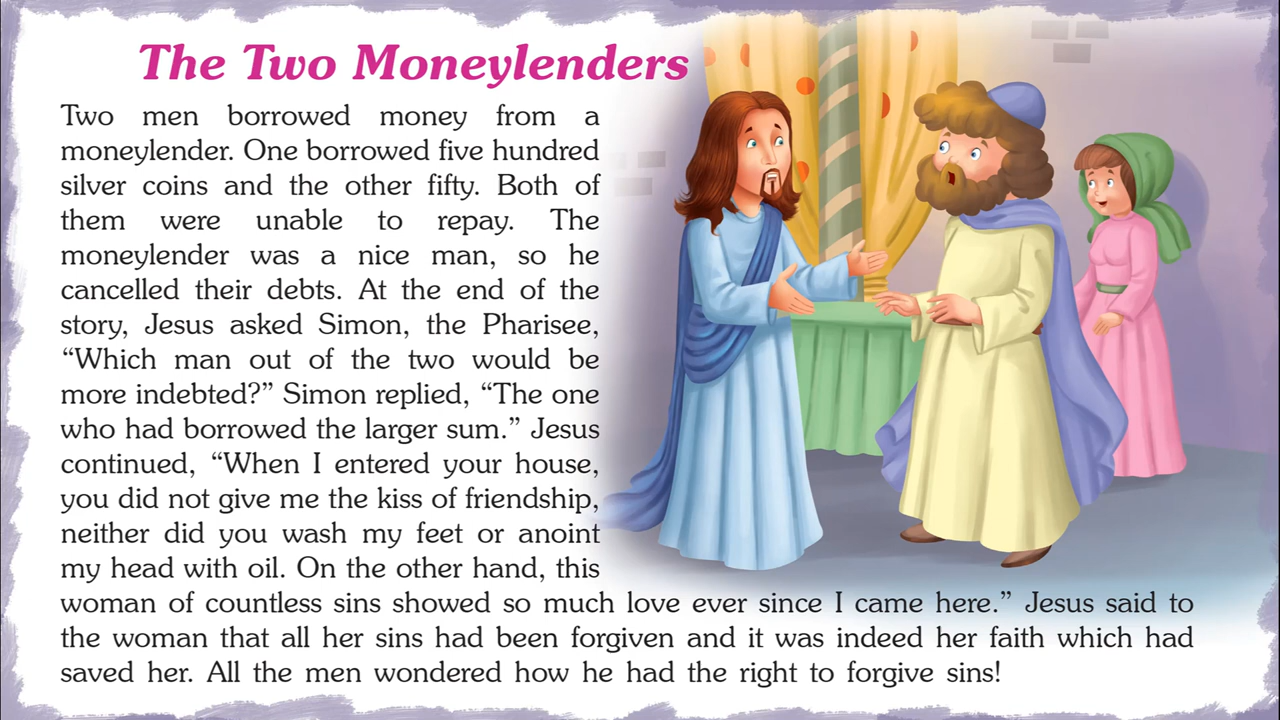 The Two Moneylenders
Two men borrowed money from a
moneylender. One borrowed five hundred
silver coins and the other fifty. Both of
them were unable to repay. The
moneylender was a nice man, so he
cancelled their debts. At the end of the
story, Jesus asked Simon, the Pharisee,
“Which man out of the two would be
more indebted?” Simon replied, “The one
who had borrowed the larger sum.” Jesus
continued, “When I entered your house,
you did not give me the kiss of friendship,
neither did you wash my feet or anoint
my head with oil. On the other hand, this
woman of countless sins showed so much love ever since I came here.” Jesus said to
the woman that all her sins had been forgiven and it was indeed her faith which had
saved her. All the men wondered how he had the right to forgive sins!